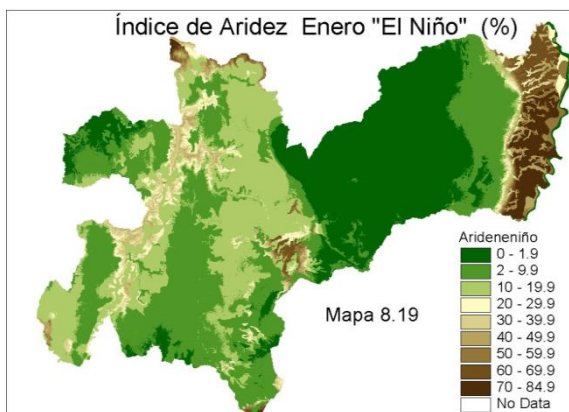 Índice de Aridez Enero "El Niño" (%)
Arideneniño
0 - 1.9
2 - 9.9
10 - 19.9
20 - 29.9
30 - 39.9
40 - 49.9
50 - 59.9
60 - 69.9
70 - 84.9
No Data
Mapa 8.19